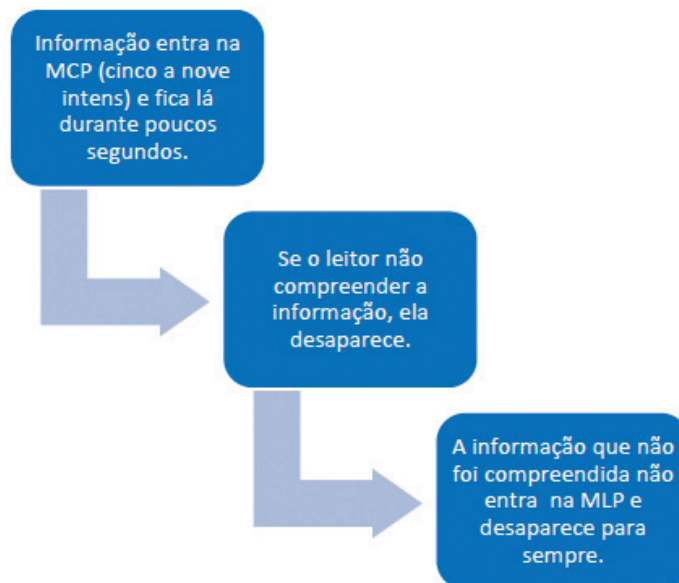 Informação entra na
MCP (cinco a nove
intens) e fica lá
durante poucos
segundos.
Se o leitor não
compreender a
informação, ela
desaparece.
A informação que não
foi compreendida não
entra na MLP e
desaparece para
sempre.